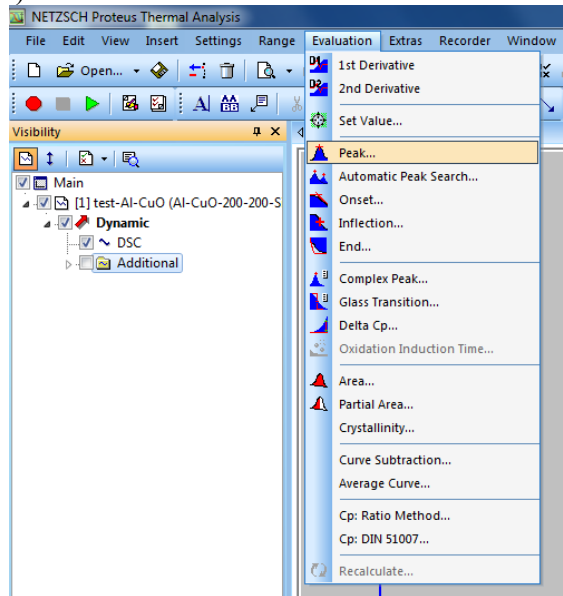 NETZSCH Proteus Thermal Analysis
File Edit View Insert Settings Range Evaluation Extras Recorder Window
Open...
Visibility
Main
[1] test-Al-CuO (Al-CuO-200-200-S
Dynamic
DSC
Additional
1st Derivative
2nd Derivative
Set Value...
Peak...
Automatic Peak Search...
Onset...
Inflection...
End...
Complex Peak...
Glass Transition...
Delta Cp...
Oxidation Induction Time...
Area...
Partial Area...
Crystallinity...
Curve Subtraction...
Average Curve...
Cp: Ratio Method...
Cp: DIN 51007...
Recalculate...